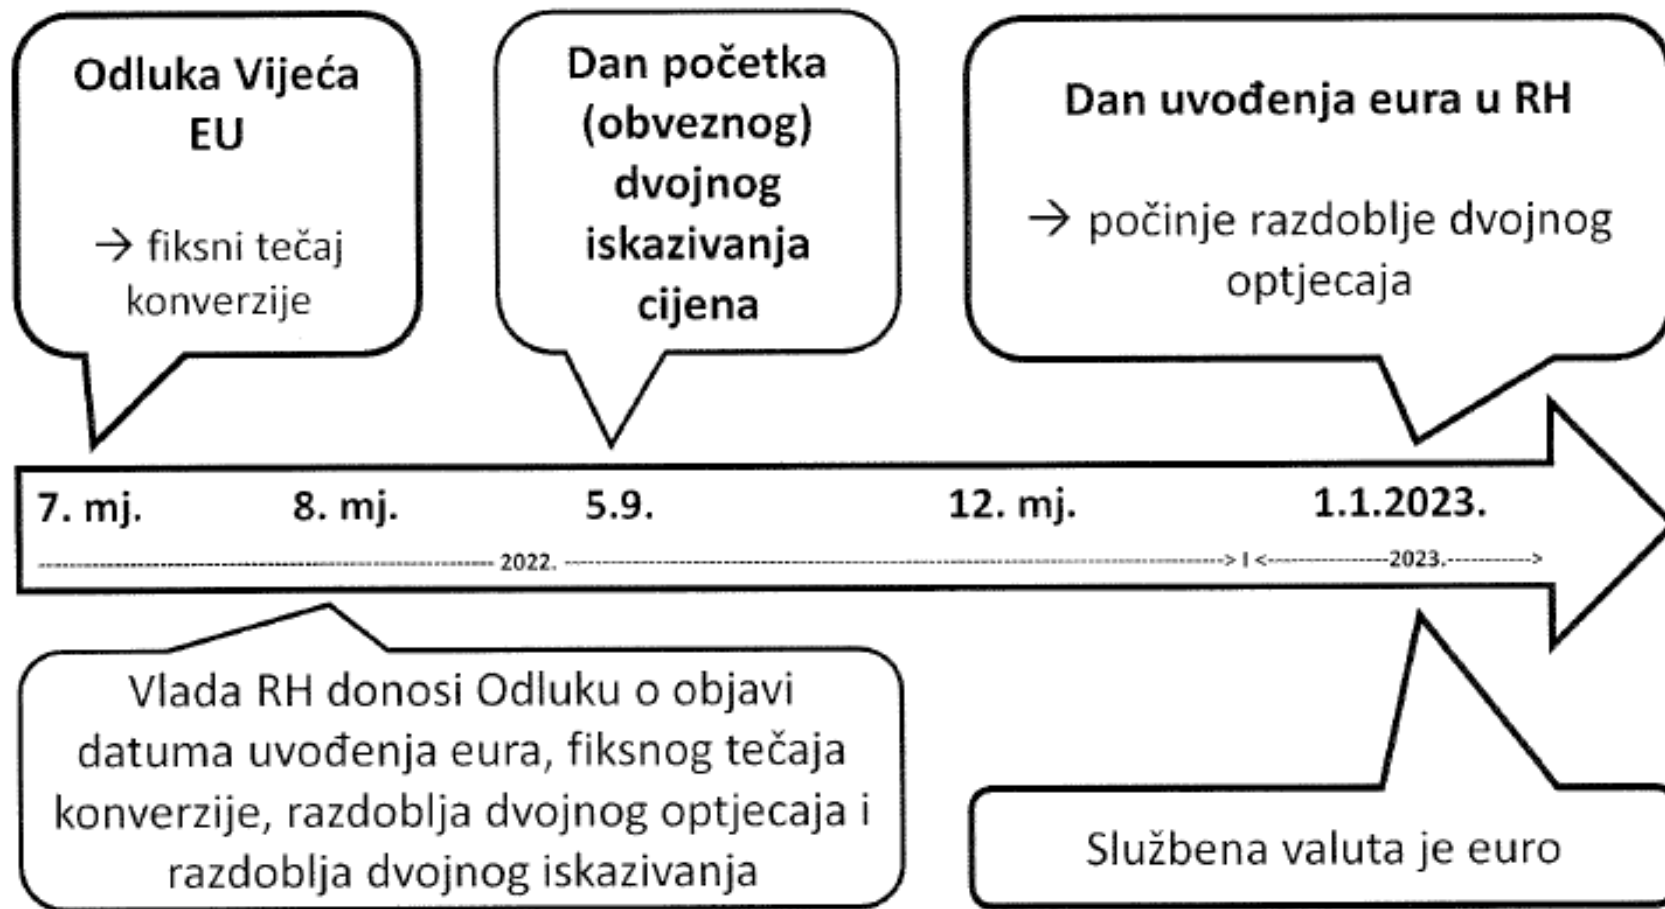 Odluka Vijeća
EU
→ fiksni tečaj
konverzije
Dan početka
(obveznog)
dvojnog
iskazivanja
cijena
Dan uvođenja eura u RH
→ počinje razdoblje dvojnog
optjecaja
7. mj. 8. mj. 5.9. 12. mj. 1.1.2023.
2022. 2023.
Vlada RH donosi Odluku o objavi
datuma uvođenja eura, fiksnog tečaja
konverzije, razdoblja dvojnog optjecaja i
razdoblja dvojnog iskazivanja
Službena valuta je euro